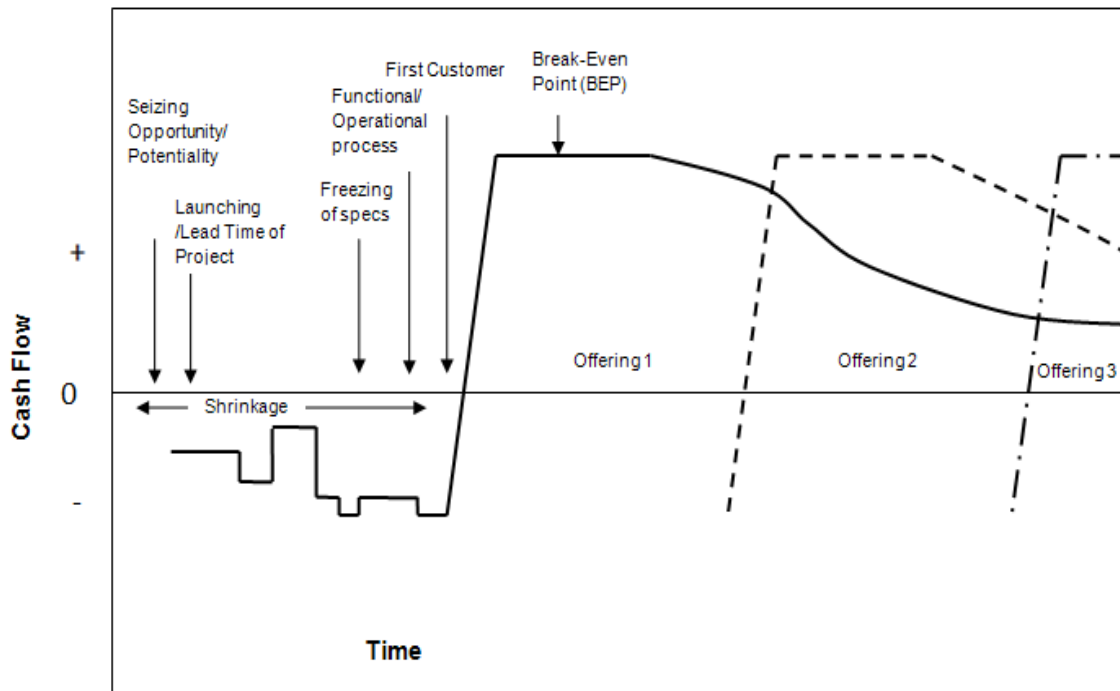 Break-Even
Point (BEP)
First Customer
Functional/
Operational
process
Seizing
Opportunity/
Potentiality
Freezing
of specs
Launching
/Lead Time of
Project
+
Cash Flow
0
-
Shrinkage
Offering 1
Offering 2
Offering 3
Time